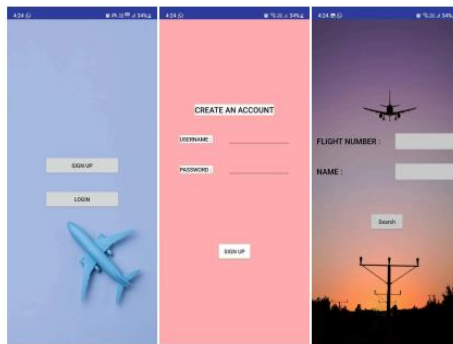 4:24
34%
SIGN UP
LOGIN
4:24
34%
CREATE AN ACCOUNT
USERNAME
PASSWORD
SIGN UP
4:24
34%
FLIGHT NUMBER :
NAME :
Search